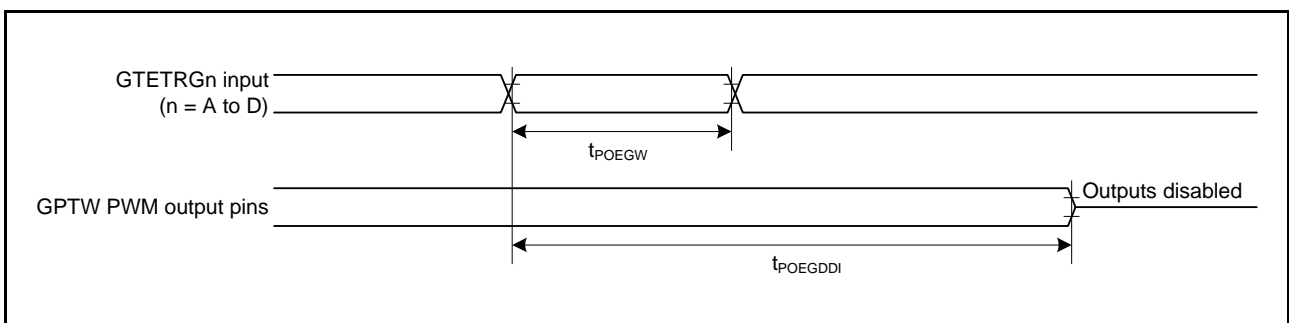 GTETRGn input
(n = A to D)
tPOEGW
Outputs disabled
GPTW PWM output pins
tPOEGDDI